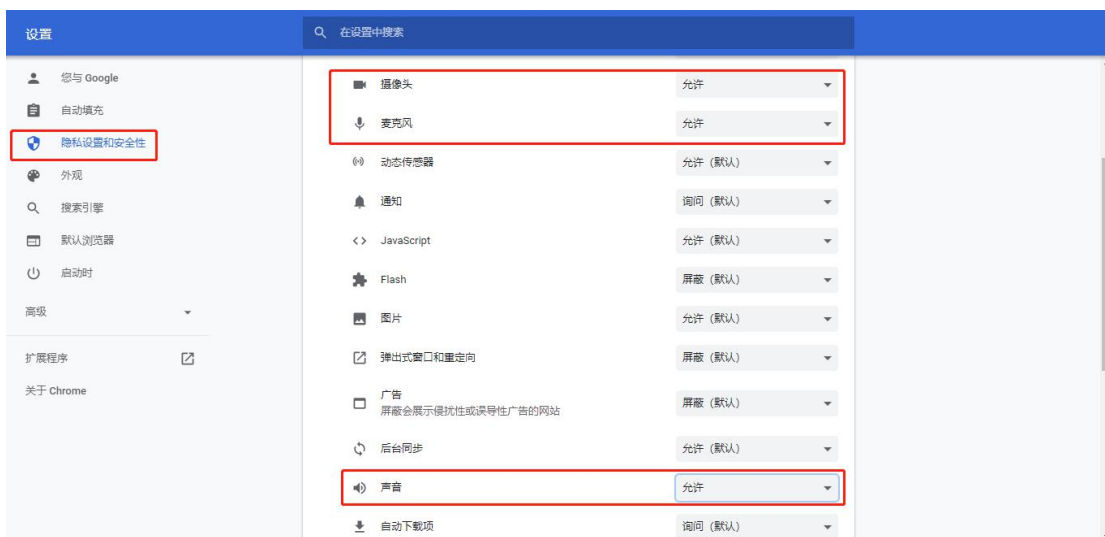 设置
在设置中搜索
您与 Google
自动填充
隐私设置和安全性
外观
搜索引擎
默认浏览器
启动时
高级
扩展程序
关于 Chrome
摄像头 允许
麦克风 允许
动态传感器 允许（默认）
通知 询问（默认）
JavaScript 允许（默认）
Flash 屏蔽（默认）
图片 允许（默认）
弹出式窗口和重定向 屏蔽（默认）
广告 屏蔽（默认）
屏蔽会展示侵扰性或误导性广告的网站
后台同步 允许（默认）
声音 允许
自动下载项 询问（默认）